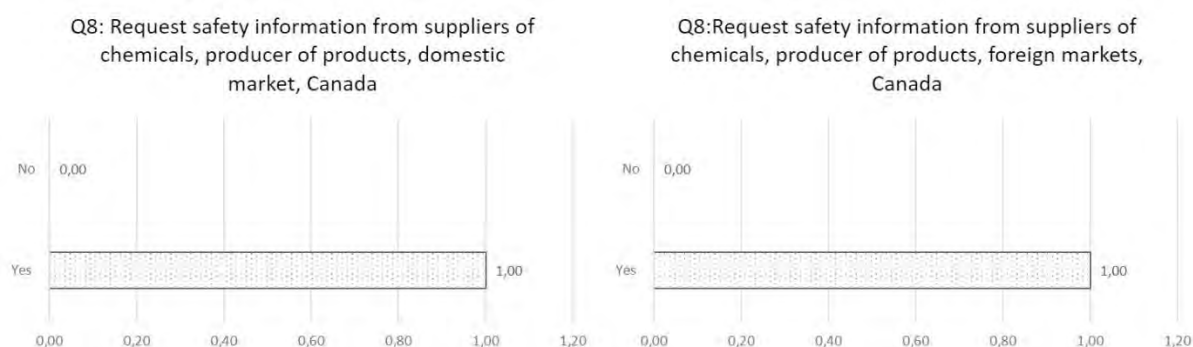 Q8: Request safety information from suppliers of
chemicals, producer of products, domestic
market, Canada
No 0,00
Yes 1,00
0,00 0,20 0,40 0,60 0,80 1,00 1,20
Q8:Request safety information from suppliers of
chemicals, producer of products, foreign markets,
Canada
No 0,00
Yes 1,00
0,00 0,20 0,40 0,60 0,80 1,00 1,20